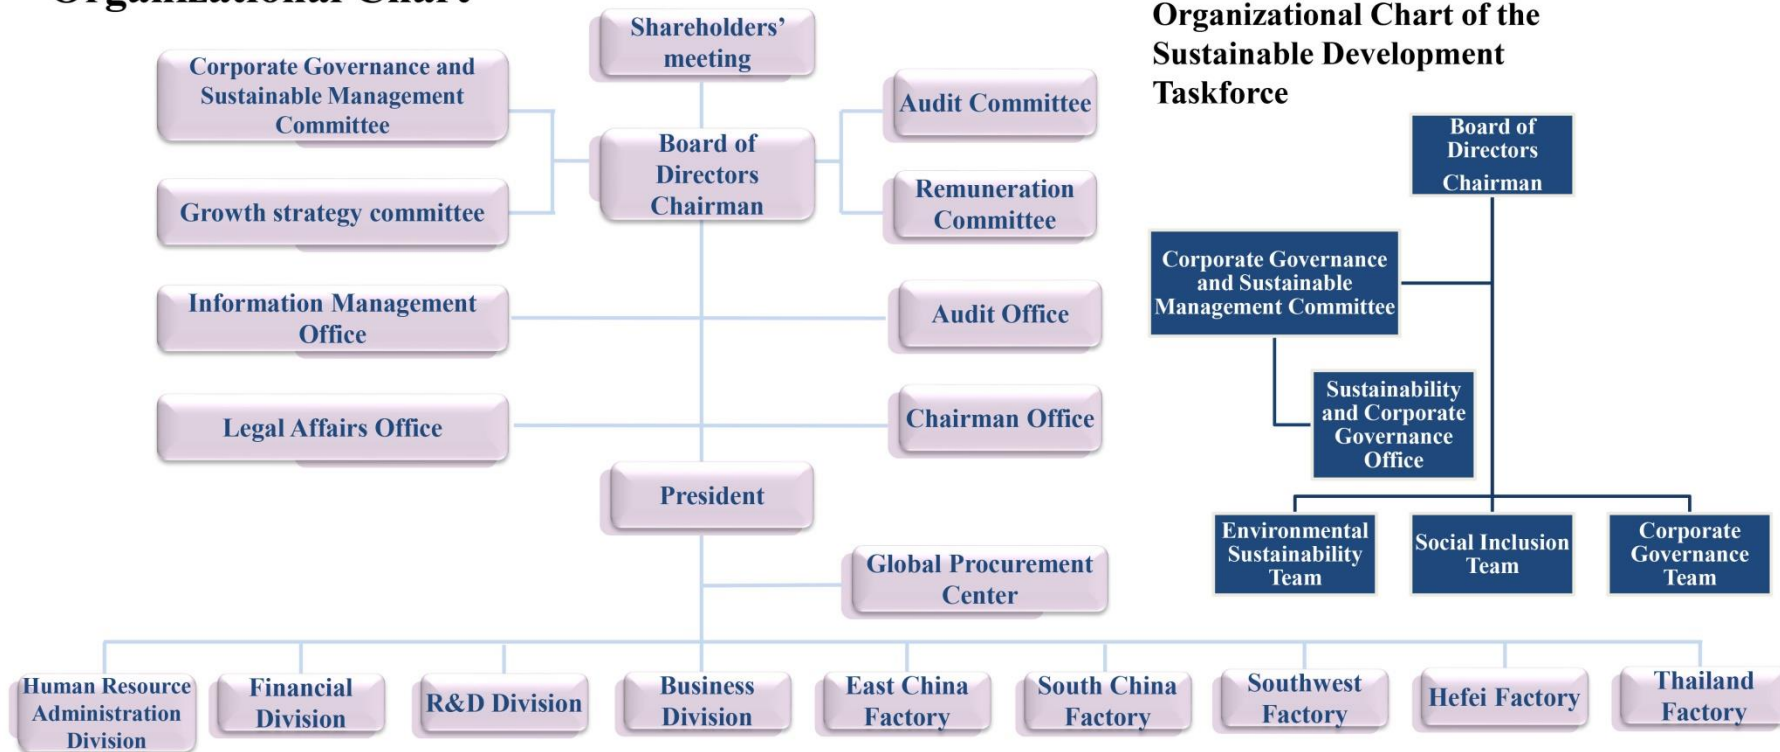 Organizational Chart
Shareholders’
meeting
Corporate Governance and
Sustainable Management
Committee
Audit Committee
Board of
Directors
Chairman
Growth strategy committee
Remuneration
Committee
Information Management
Office
Audit Office
Legal Affairs Office
Chairman Office
President
Global Procurement
Center
Human Resource
Administration
Division
Financial
Division
R&D Division
Business
Division
East China
Factory
South China
Factory
Southwest
Factory
Hefei Factory
Thailand
Factory
Organizational Chart of the
Sustainable Development
Taskforce
Board of
Directors
Chairman
Corporate Governance
and Sustainable
Management Committee
Sustainability
and Corporate
Governance
Office
Environmental
Sustainability
Team
Social Inclusion
Team
Corporate
Governance
Team